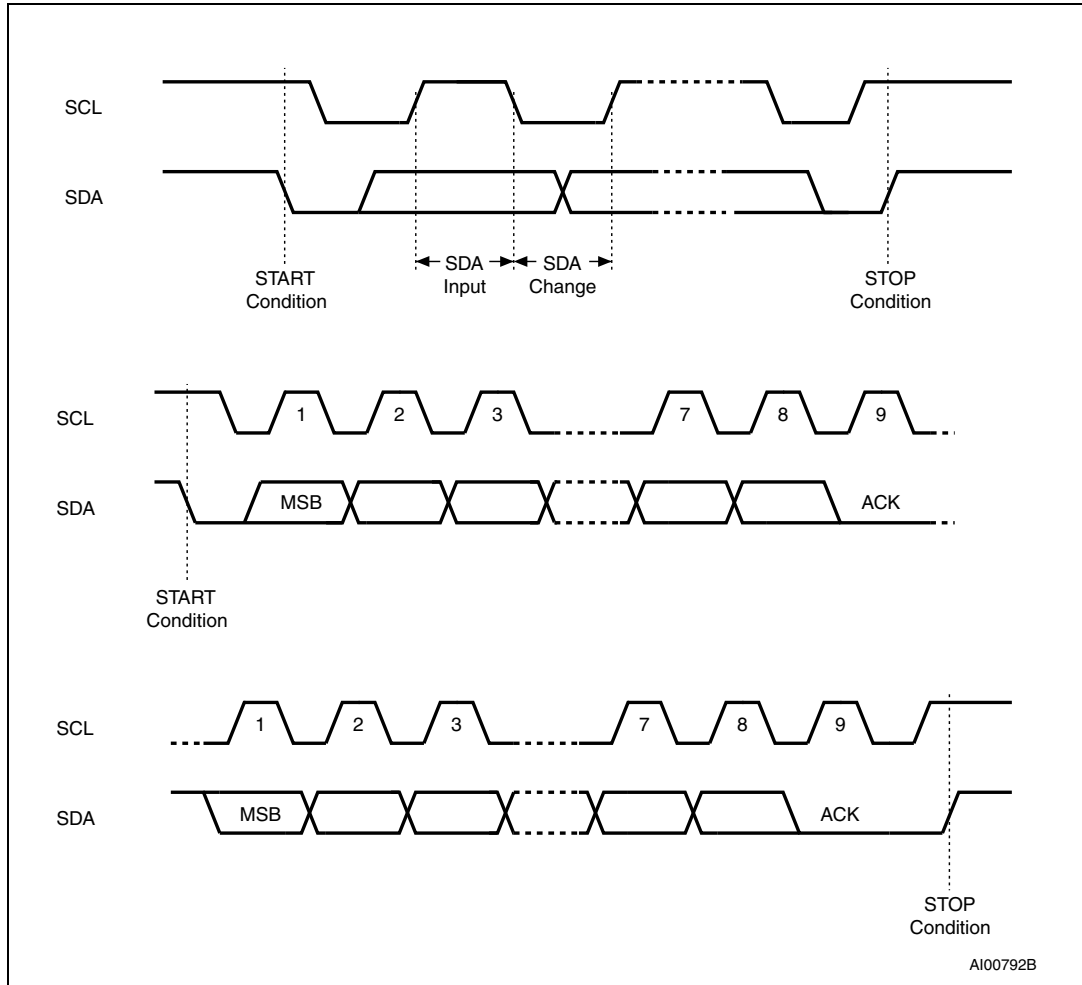 SCL
SDA
SDA
Input
SDA
Change
START
Condition
STOP
Condition
SCL
1
2
3
7
8
9
SDA
MSB
ACK
START
Condition
SCL
1
2
3
7
8
9
SDA
MSB
ACK
STOP
Condition
AI00792B